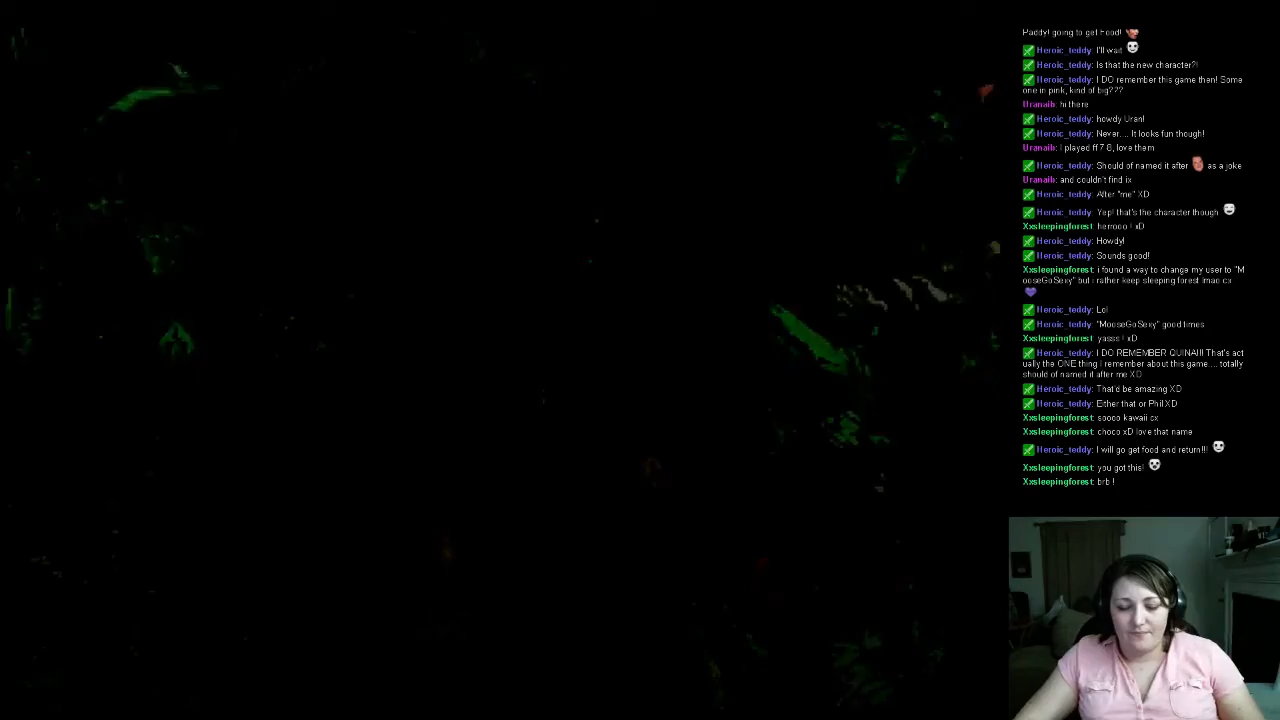 Paddy! going to get Food!
Heroic_teddy: I'll wait
Heroic_teddy: Is that the new character?!
Heroic_teddy: I DO remember this game then! Some
one in pink, kind of big???
Uranaib: hi there
Heroic_teddy: howdy Uran!
Heroic_teddy: Never.... It looks fun though!
Uranaib: I played ff 7 8, love them
Heroic_teddy: Should of named it after as a joke
Uranaib: and couldn't find ix
Heroic_teddy: After "me" XD
Heroic_teddy: Yep! that's the character though
Xxsleepingforest: herrooo ! xD
Heroic_teddy: Howdy!
Heroic_teddy: Sounds good!
Xxsleepingforest: i found a way to change my user to "M
ooseGoSexy" but i rather keep sleeping forest lmao cx
Heroic_teddy: Lol
Heroic_teddy: "MooseGoSexy" good times
Xxsleepingforest: yasss ! xD
Heroic_teddy: I DO REMEMBER QUINA!!! That's act
ually the ONE thing I remember about this game.... totally
should of named it after me XD
Heroic_teddy: That'd be amazing XD
Heroic_teddy: Either that or Phil XD
Xxsleepingforest: soooo kawaii cx
Xxsleepingforest: choco xD love that name
Heroic_teddy: I will go get food and return!!!
Xxsleepingforest: you got this!
Xxsleepingforest: brb !